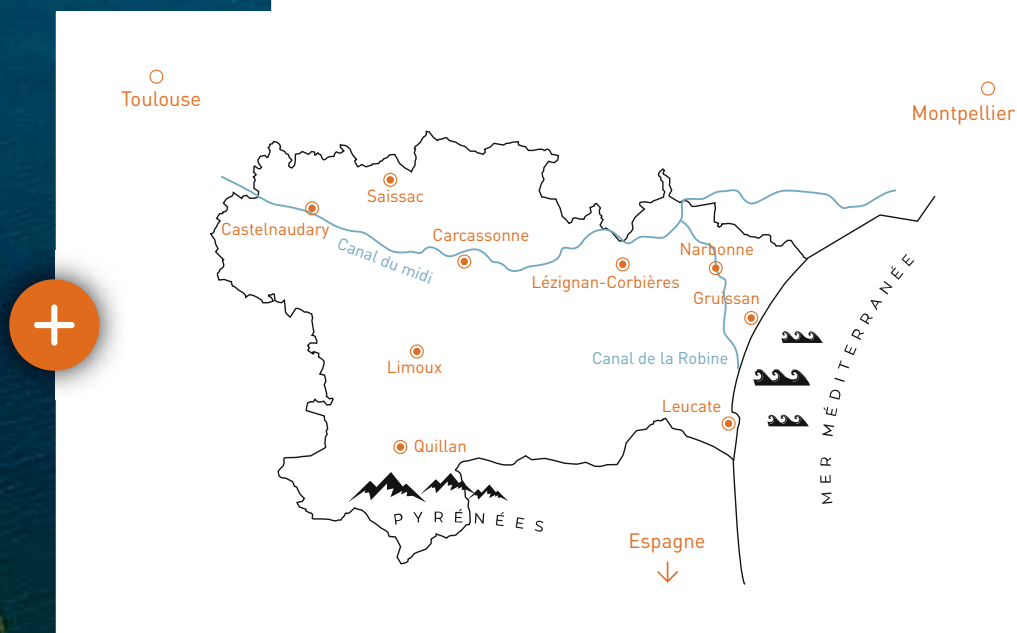 Toulouse
Montpellier
Saissac
Castelnaudary
Carcassonne
Canal du midi
Narbonne
Lézignan-Corbières
Gruissan
MER MÉDITERRANÉE
Canal de la Robine
Limoux
Leucate
Quillan
PYRÉNÉES
Espagne